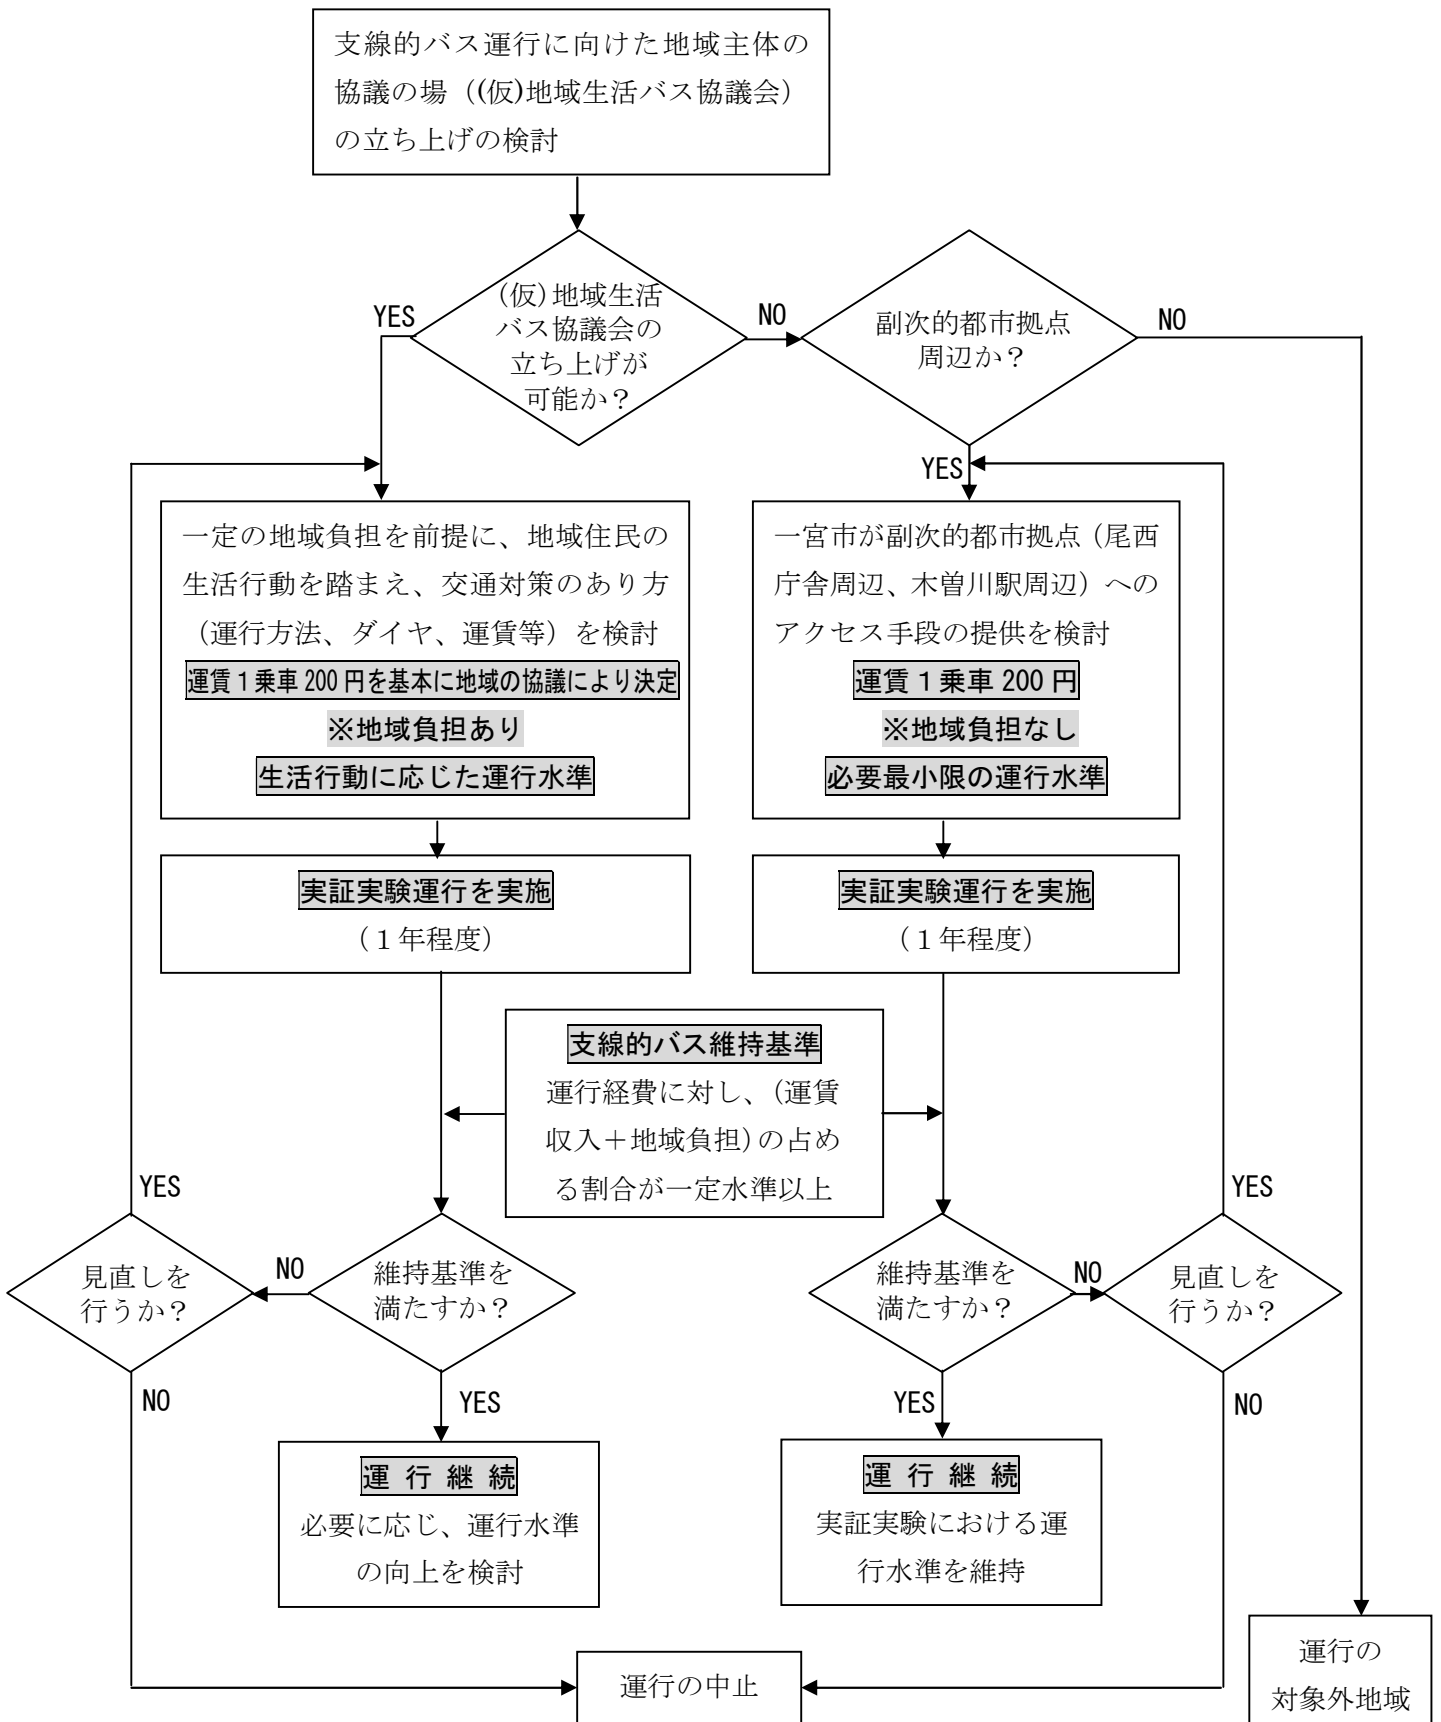 支線的バス運行に向けた地域主体の
協議の場（(仮)地域生活バス協議会）
の立ち上げの検討
(仮)地域生活
バス協議会の
立ち上げが
可能か？
YES
NO
副次的都市拠点
周辺か？
NO
YES
一定の地域負担を前提に、地域住民の
生活行動を踏まえ、交通対策のあり方
（運行方法、ダイヤ、運賃等）を検討
運賃１乗車200円を基本に地域の協議により決定
※地域負担あり
生活行動に応じた運行水準
一宮市が副次的都市拠点（尾西
庁舎周辺、木曽川駅周辺）への
アクセス手段の提供を検討
運賃１乗車200円
※地域負担なし
必要最小限の運行水準
実証実験運行を実施
（１年程度）
実証実験運行を実施
（１年程度）
支線的バス維持基準
運行経費に対し、（運賃
収入＋地域負担）の占め
る割合が一定水準以上
YES
見直しを
行うか？
NO
維持基準を
満たすか？
維持基準を
満たすか？
NO
YES
見直しを
行うか？
NO
YES
YES
NO
運行継続
必要に応じ、運行水準
の向上を検討
運行継続
実証実験における運
行水準を維持
運行の中止
運行の
対象外地域